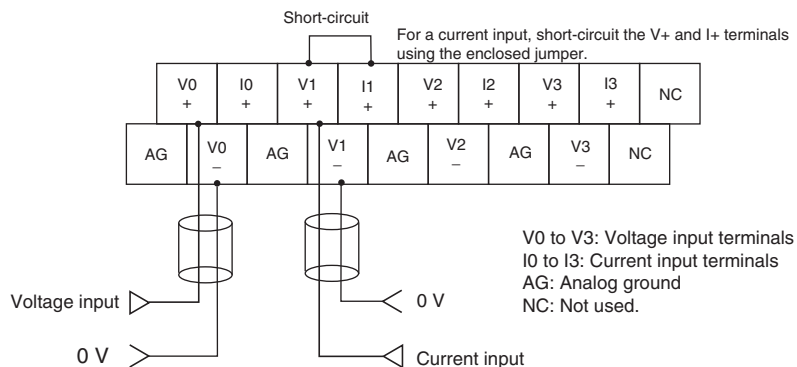 Short-circuit
For a current input, short-circuit the V+ and I+ terminals
using the enclosed jumper.
V0 I0 V1 I1 V2 I2 V3 I3 NC
+ + + + + + + +
AG V0 AG V1 AG V2 AG V3 NC
– – – –
V0 to V3: Voltage input terminals
I0 to I3: Current input terminals
AG: Analog ground
NC: Not used.
Voltage input
0 V
0 V
Current input